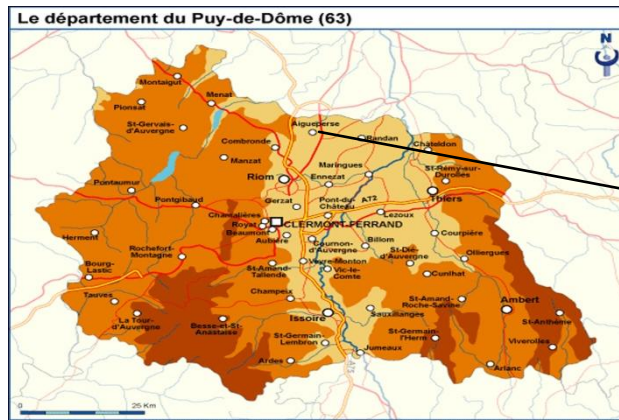 Le département du Puy-de-Dôme (63)
N
Montaigut
Menat
Pionsat
Aigueperse
St-Gervais-
d'Auvergne
Randan
Combronde
Châteldon
Manzat
Maringues
St-Rémy-sur-
Durolles
Riom
Ennezat
Pontaumur
Thiers
Pontgibaud
Gerzat
Pont-du-
Château
A72
Lezoux
Chamalières
Royat
CLERMONT-FERRAND
Beaumont
Aubière
Herment
Cournon-
d'Auvergne
Billom
Courpière
Rochefort-
Montagne
Veyre-Monton
St-Dié-
d'Auvergne
Olliergues
Bourg-
Lastic
St-Amand-
Tallende
Vic-le-
Comte
Cunlhat
Tauves
Champeix
St-Amand-
Roche-Savine
Ambert
La Tour-
d'Auvergne
Besse-et-St-
Anastaise
Issoire
Sauxillanges
St-Anthème
St-Germain-
Lembron
St-Germain-
l'Herm
Viverolles
Ardes
Jumeaux
Arlanc
0
25 Km